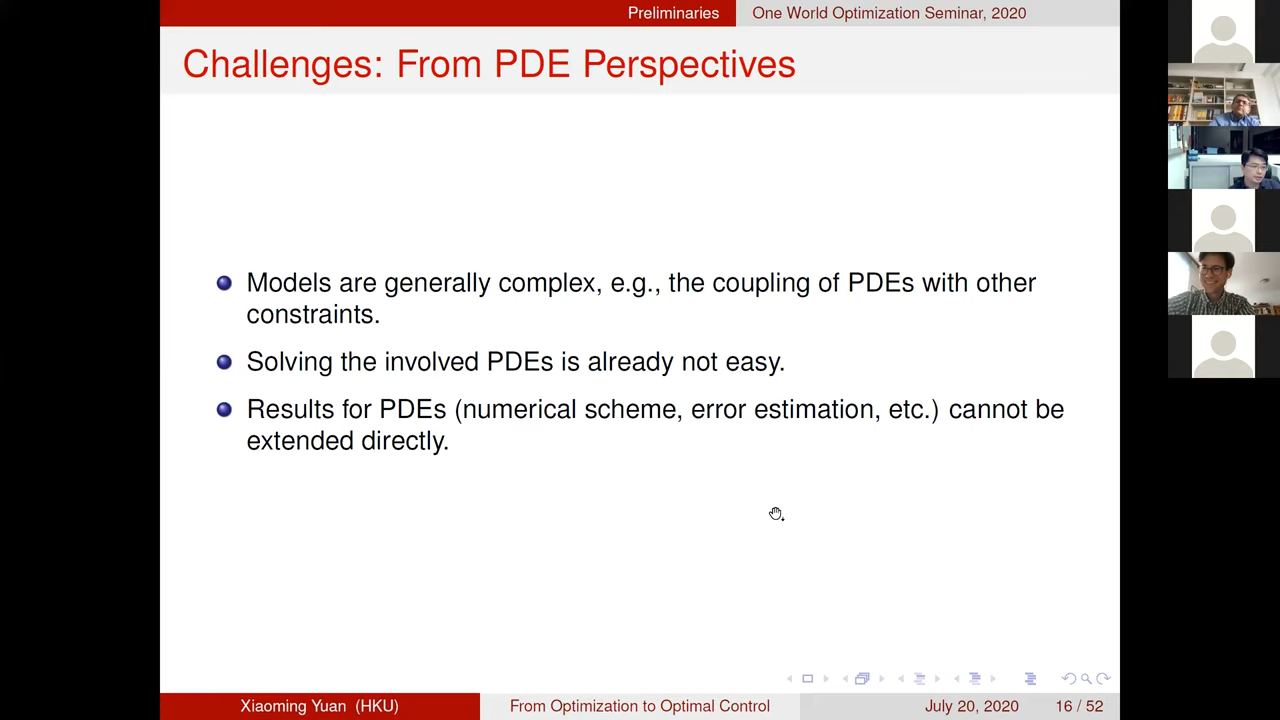 Preliminaries One World Optimization Seminar, 2020
Challenges: From PDE Perspectives
Models are generally complex, e.g., the coupling of PDEs with other
constraints.
Solving the involved PDEs is already not easy.
Results for PDEs (numerical scheme, error estimation, etc.) cannot be
extended directly.
Xiaoming Yuan (HKU) From Optimization to Optimal Control July 20, 2020 16 / 52